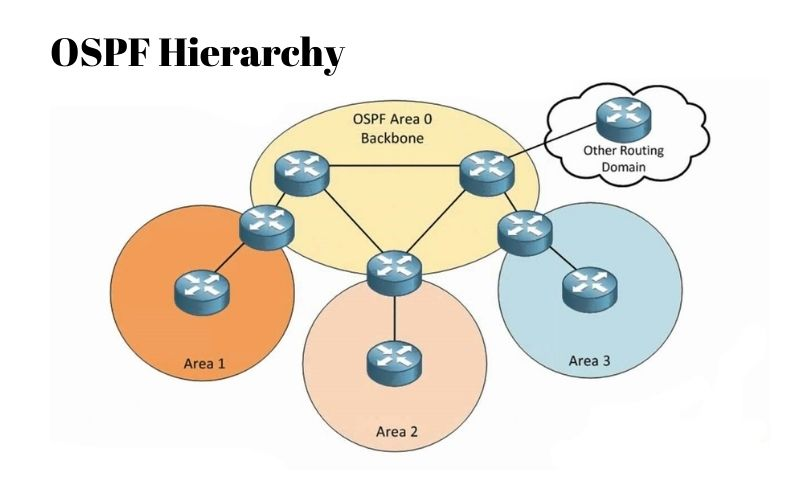 OSPF Hierarchy
OSPF Area 0
Backbone
Other Routing
Domain
Area 1
Area 2
Area 3